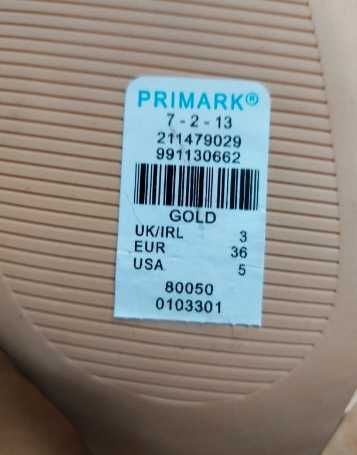 PRIMARK®
7 - 2 - 13
211479029
991130662
GOLD
UK/IRL 3
EUR 36
USA 5
80050
0103301